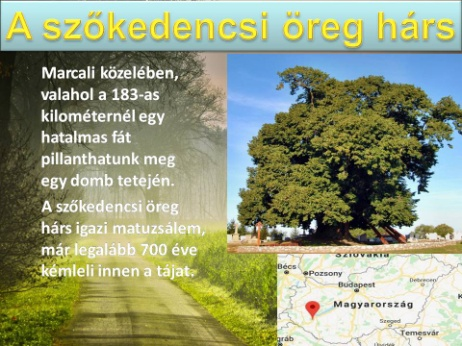 A szőkedencsi öreg hárs
Marcali közelében,
valahol a 183-as
kilométernél egy
hatalmas fát
pillanthatunk meg
egy domb tetején.
A szőkedencsi öreg
hárs igazi matuzsálem,
már legalább 700 éve
kémleli innen a tájat.
Szlovákia
Bécs
Pozsony
Budapest
Debrecen
Magyarország
Szeged
Temesvár